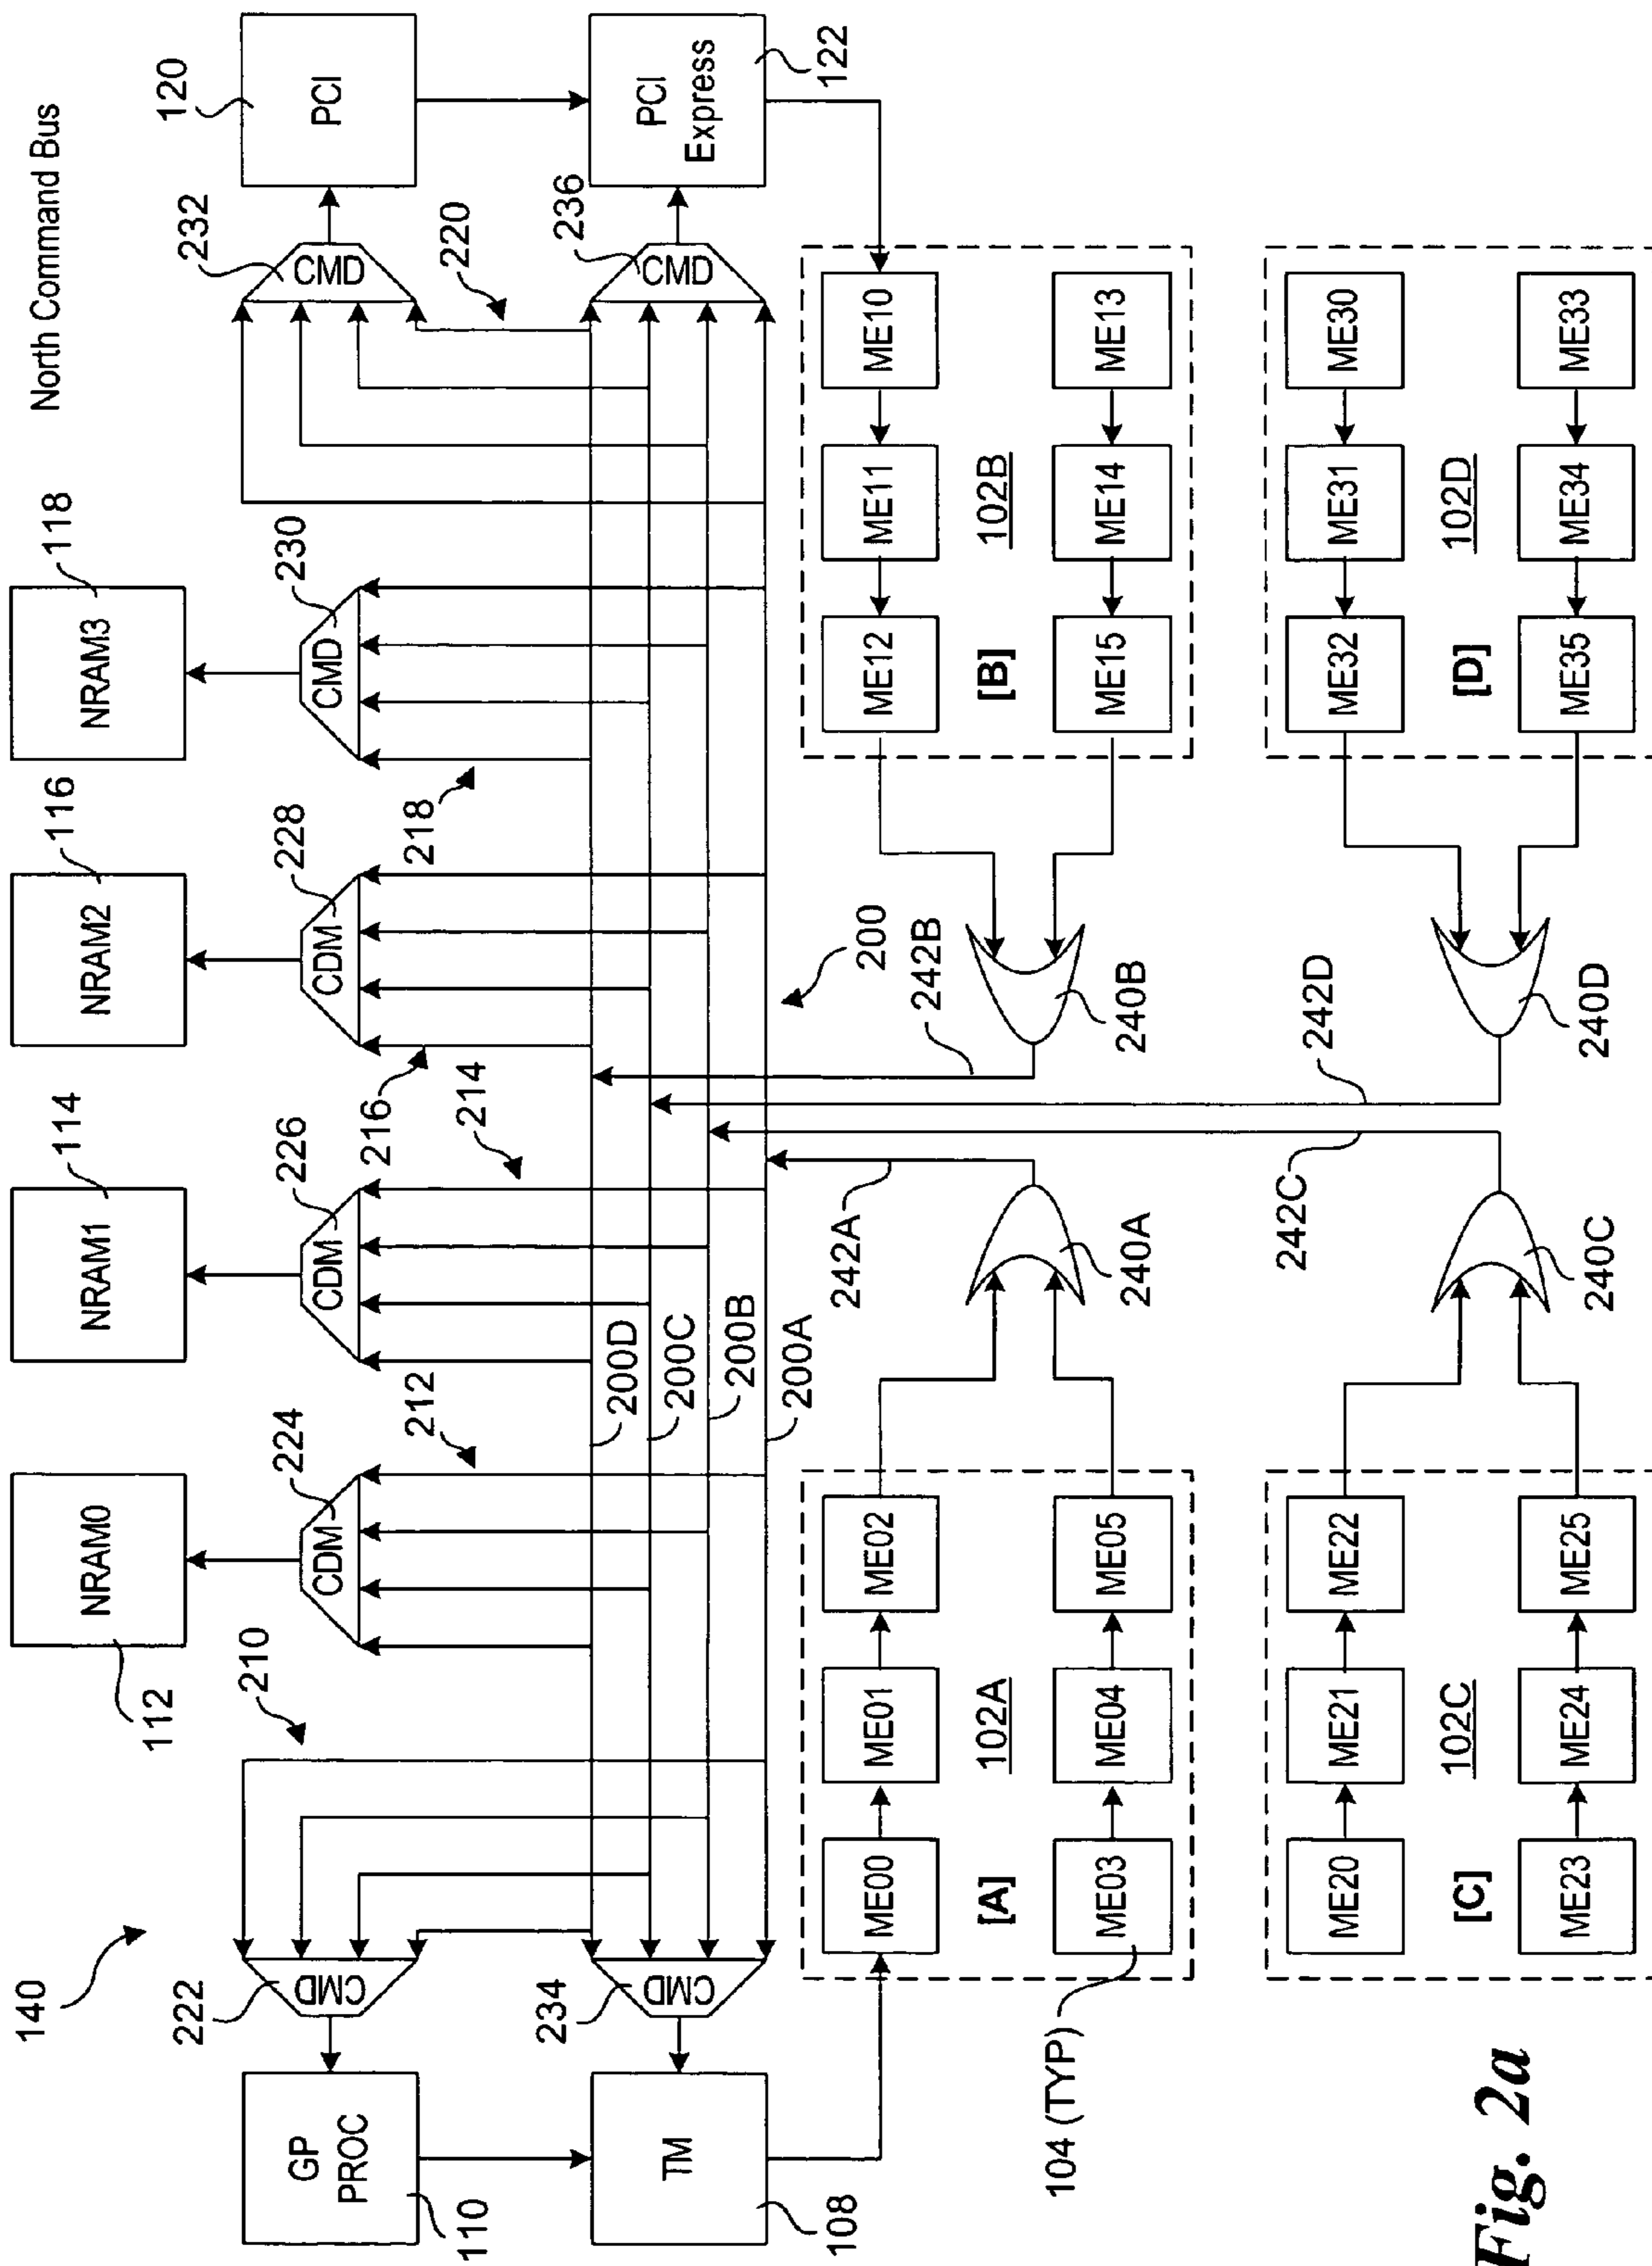 North Command Bus
140
112
NRAM0
114
NRAM1
116
NRAM2
118
NRAM3
120
PCI
222
CMD
210
224
CDM
212
226
CDM
214
216
228
CDM
218
230
CMD
232
CMD
220
GP
PROC
110
234
CMD
TM
108
200D
200C
200B
200A
200
236
CMD
PCI
Express
122
ME00
ME01
ME02
[A]
102A
ME03
ME04
ME05
104 (TYP)
242A
240A
242B
240B
ME12
ME11
ME10
[B]
102B
ME15
ME14
ME13
ME20
ME21
ME22
[C]
102C
ME23
ME24
ME25
242C
240C
242D
240D
ME32
ME31
ME30
[D]
102D
ME35
ME34
ME33
Fig. 2a